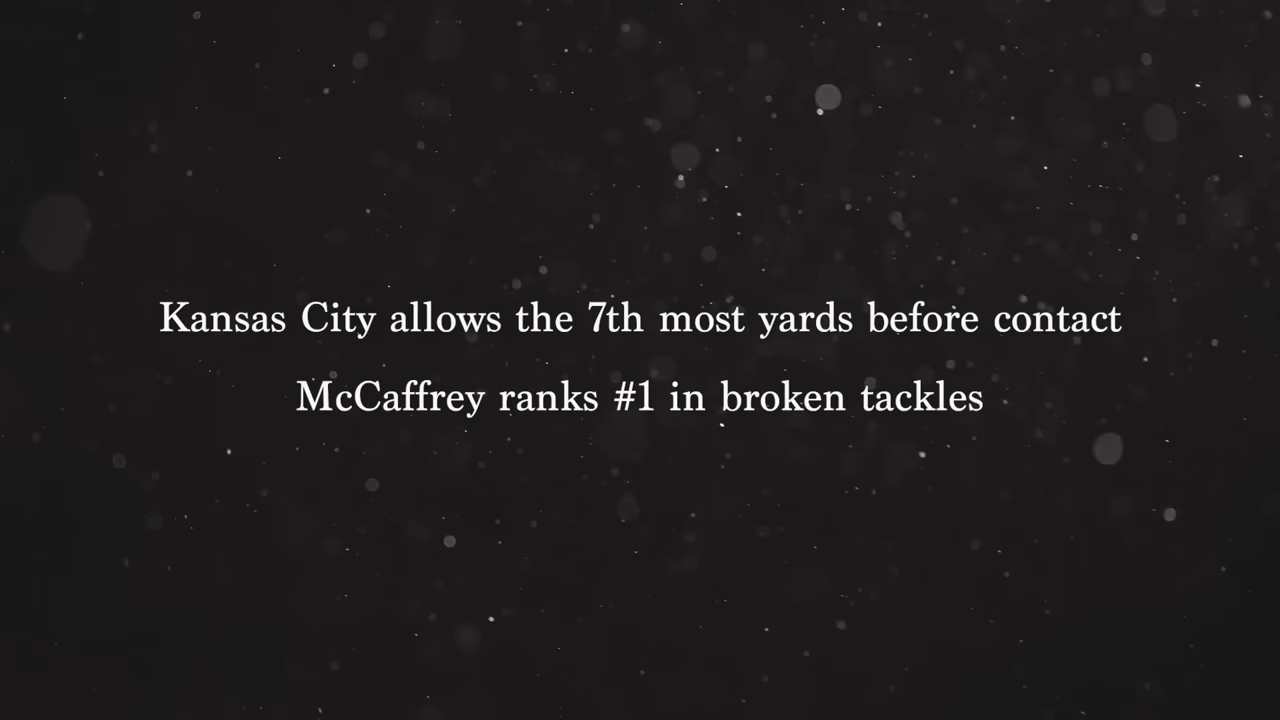 Kansas City allows the 7th most yards before contact
McCaffrey ranks #1 in broken tackles